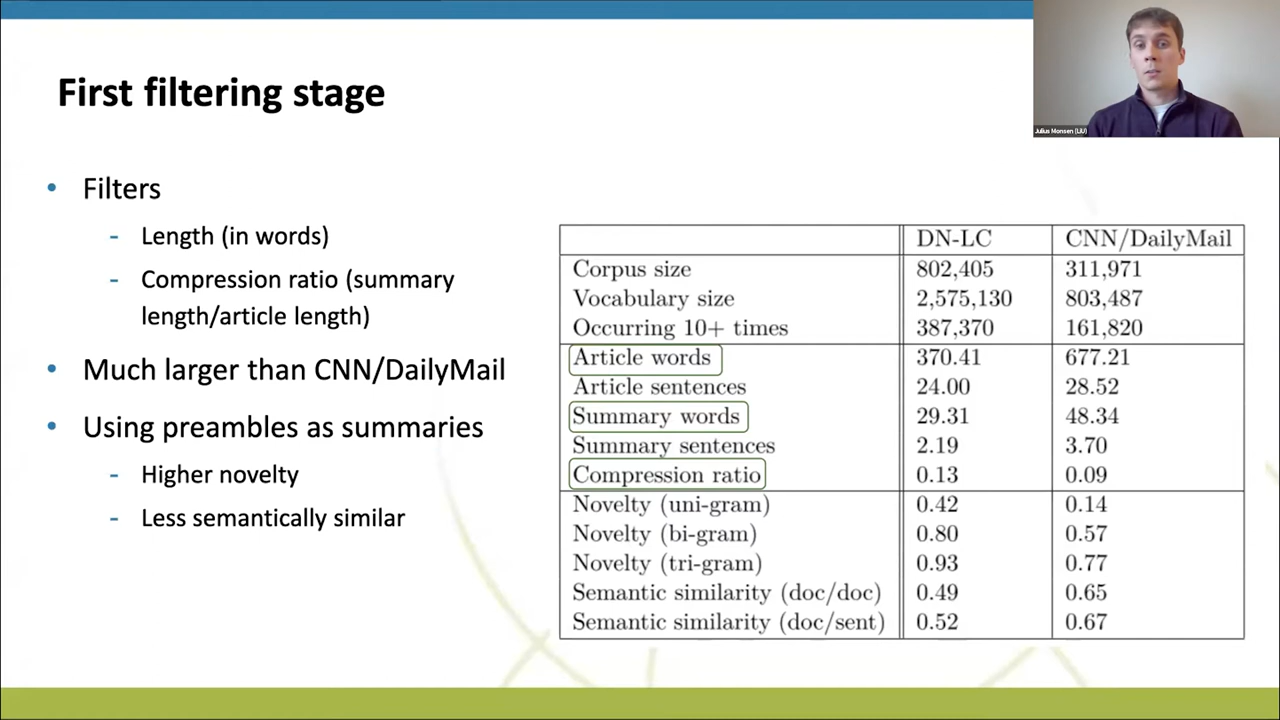 First filtering stage
Julius Monsen (LiU)
• Filters
- Length (in words)
- Compression ratio (summary
length/article length)
• Much larger than CNN/DailyMail
• Using preambles as summaries
- Higher novelty
- Less semantically similar
DN-LC CNN/DailyMail
Corpus size 802,405 311,971
Vocabulary size 2,575,130 803,487
Occurring 10+ times 387,370 161,820
Article words 370.41 677.21
Article sentences 24.00 28.52
Summary words 29.31 48.34
Summary sentences 2.19 3.70
Compression ratio 0.13 0.09
Novelty (uni-gram) 0.42 0.14
Novelty (bi-gram) 0.80 0.57
Novelty (tri-gram) 0.93 0.77
Semantic similarity (doc/doc) 0.49 0.65
Semantic similarity (doc/sent) 0.52 0.67